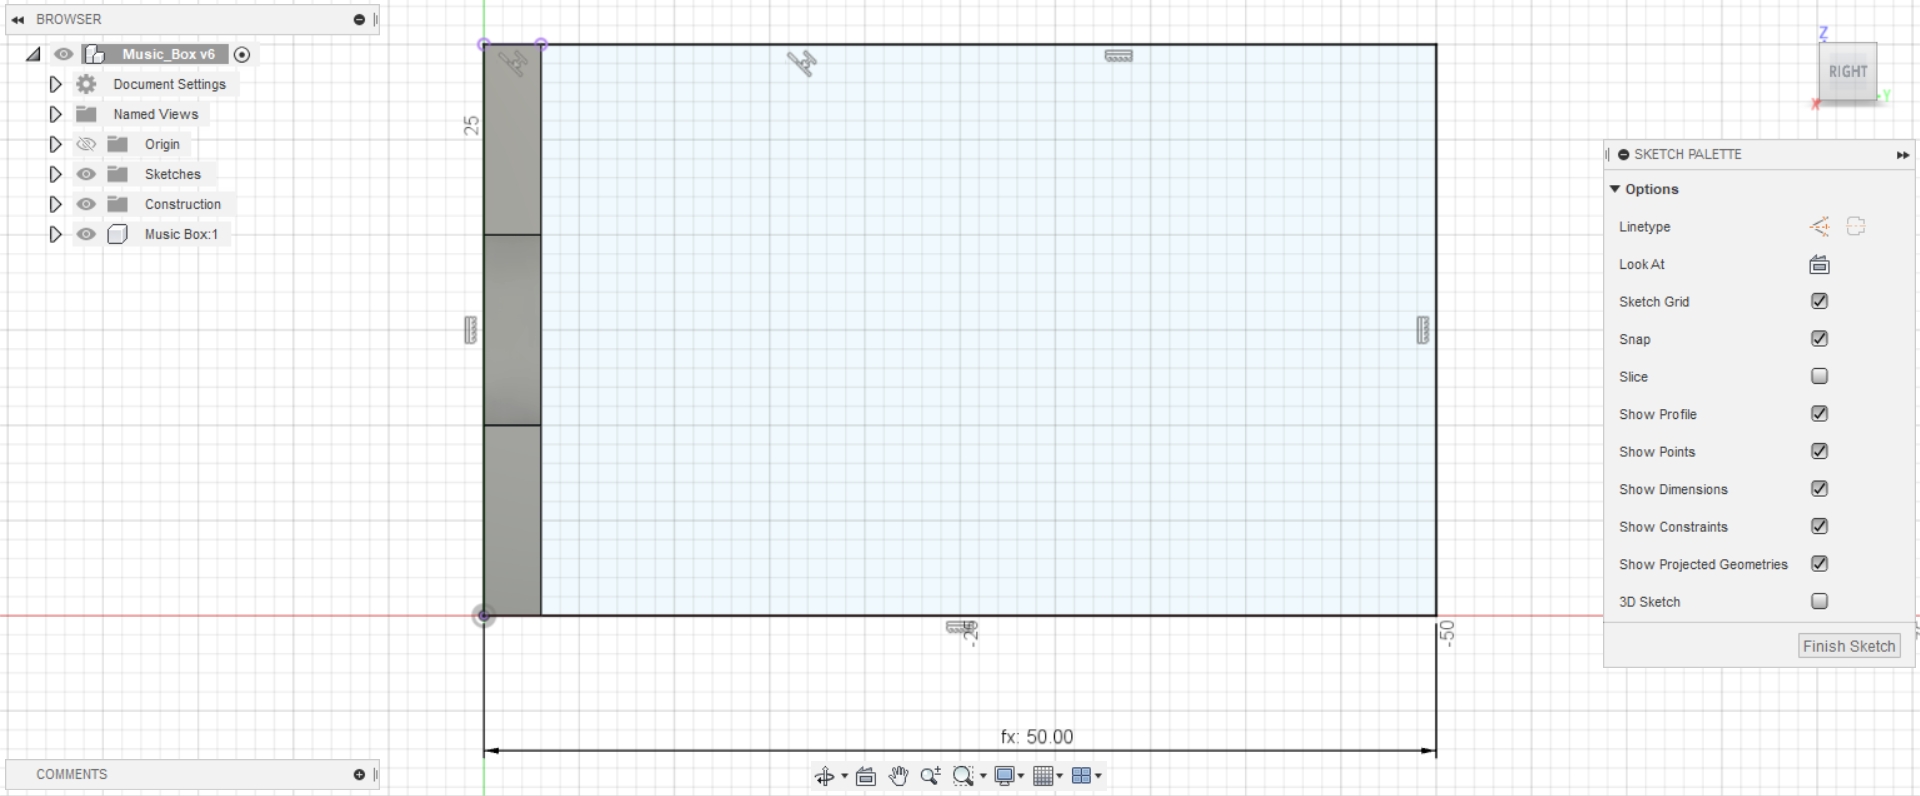 BROWSER
Music_Box v6
Document Settings
Named Views
Origin
Sketches
Construction
Music Box:1
25
Z
RIGHT
X
Y
SKETCH PALETTE
Options
Linetype
Look At
Sketch Grid
Snap
Slice
Show Profile
Show Points
Show Dimensions
Show Constraints
Show Projected Geometries
3D Sketch
Finish Sketch
-25
-50
fx: 50.00
COMMENTS